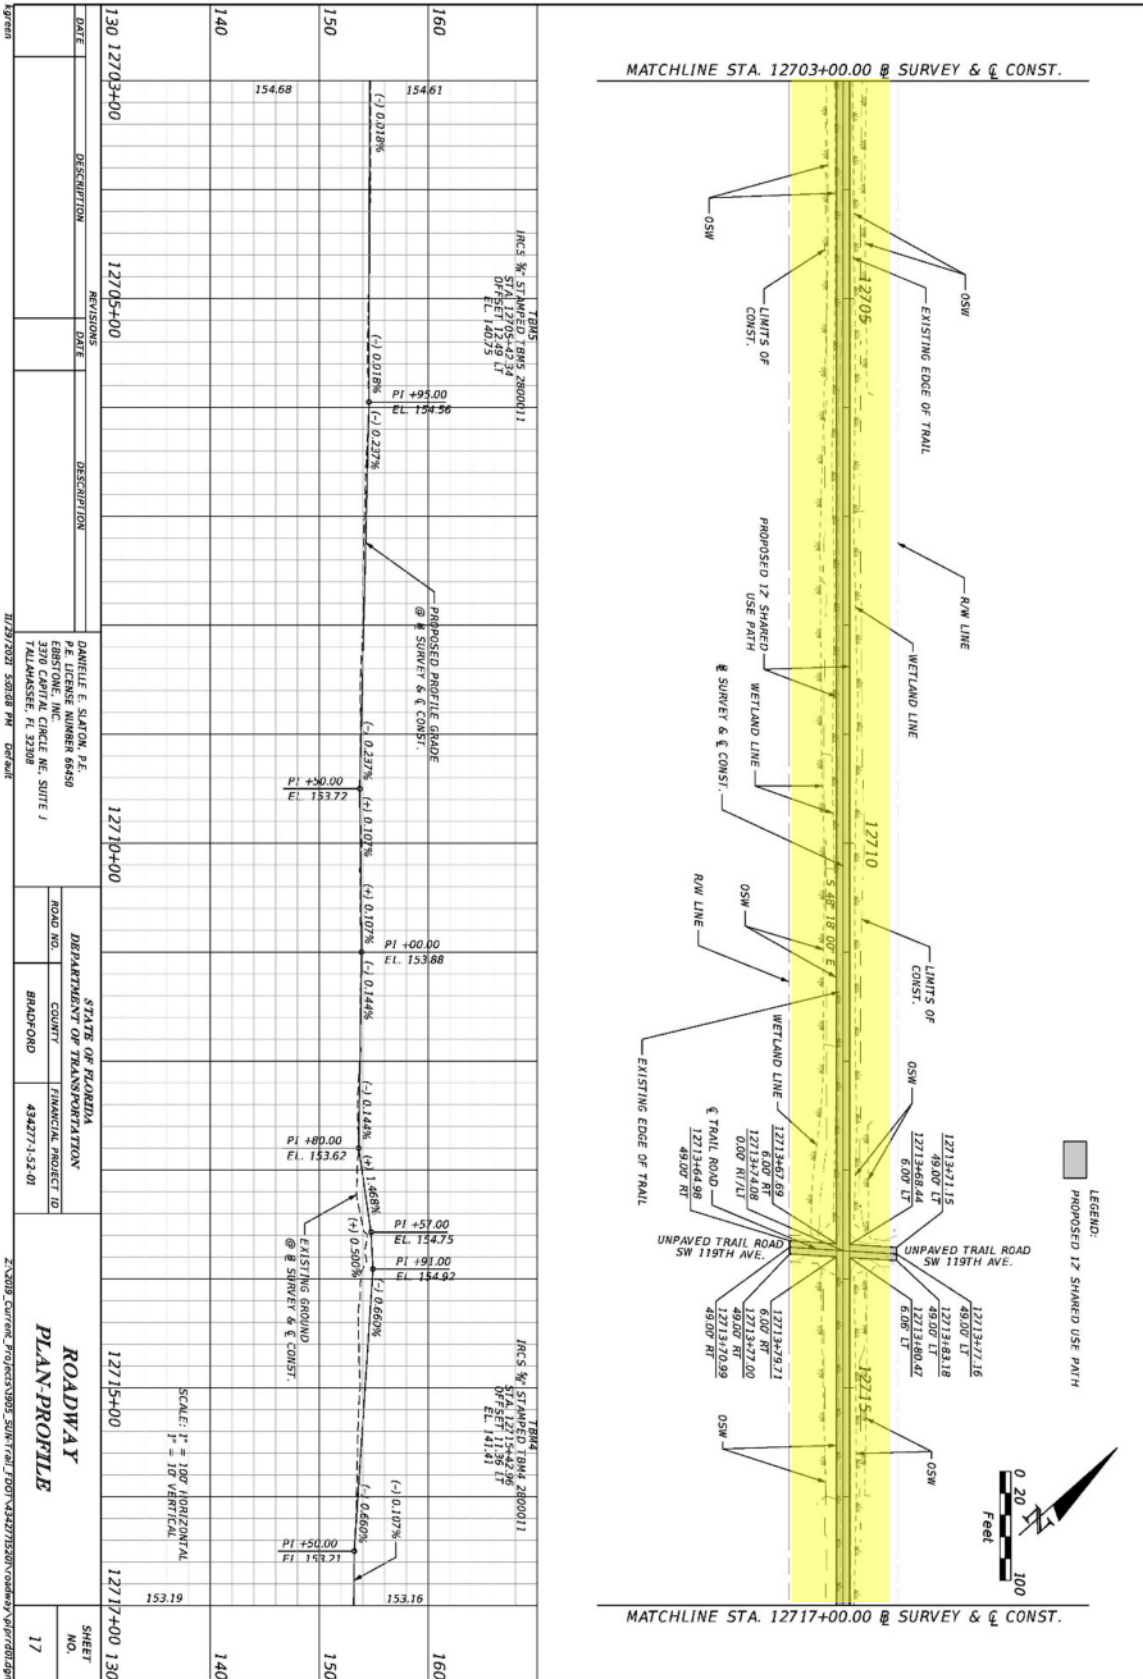 MATCHLINE STA. 12703+00.00 ⅊ SURVEY & ℄ CONST.
OSW
OSW
LIMITS OF
CONST.
12705
EXISTING EDGE OF TRAIL
R/W LINE
PROPOSED 12' SHARED
USE PATH
WETLAND LINE
WETLAND LINE
SURVEY & ℄ CONST.
12710
S 48° 18' 00" E
R/W LINE
OSW
LIMITS OF
CONST.
EXISTING EDGE OF TRAIL
WETLAND LINE
OSW
℄ TRAIL ROAD
12713+67.69
6.00' RT
12713+74.08
0.00' RT/LT
12713+64.98
49.00' RT
12713+71.15
49.00' LT
12713+68.44
6.00' LT
UNPAVED TRAIL ROAD
SW 119TH AVE.
UNPAVED TRAIL ROAD
SW 119TH AVE.
12713+77.16
49.00' LT
12713+83.18
49.00' LT
12713+80.47
6.06' LT
12713+79.71
6.00' RT
12713+77.00
49.00' RT
12713+70.99
49.00' RT
12715
OSW
OSW
LEGEND:
PROPOSED 12' SHARED USE PATH
N
0 20 100
Feet
MATCHLINE STA. 12717+00.00 ⅊ SURVEY & ℄ CONST.
160
150
140
130
160
150
140
130
154.61
154.68
(-) 0.018%
TBM5
IRCS ⅝" STAMPED TBM5 2800011
STA. 12705+42.34
OFFSET 12.49 LT
EL. 140.75
(-) 0.018%
PI +95.00
EL. 154.56
(-) 0.237%
PROPOSED PROFILE GRADE
@ SURVEY & ℄ CONST.
(-) 0.237%
PI +50.00
EL. 153.72
(+) 0.107%
(+) 0.107%
PI +00.00
EL. 153.88
(-) 0.144%
(-) 0.144%
PI +80.00
EL. 153.62
(+) 1.468%
PI +57.00
EL. 154.75
(+) 0.500%
PI +91.00
EL. 154.92
(-) 0.660%
EXISTING GROUND
@ SURVEY & ℄ CONST.
TBM4
IRCS ⅝" STAMPED TBM4 2800011
STA. 12715+42.96
OFFSET 11.36 LT
EL. 141.41
(-) 0.660%
PI +50.00
EL. 153.21
(-) 0.107%
153.16
153.19
SCALE: 1" = 100' HORIZONTAL
1" = 10' VERTICAL
12703+00
12705+00
12710+00
12715+00
12717+00
REVISIONS
DATE
DESCRIPTION
DATE
DESCRIPTION
DANIELLE E. SLATON, P.E.
P.E. LICENSE NUMBER 66450
EBBSTONE, INC.
3370 CAPITAL CIRCLE NE, SUITE J
TALLAHASSEE, FL 32308
STATE OF FLORIDA
DEPARTMENT OF TRANSPORTATION
ROAD NO.
COUNTY
FINANCIAL PROJECT ID
BRADFORD
434277-1-52-01
ROADWAY
PLAN-PROFILE
SHEET
NO.
17
kgreen
11/29/2021 5:01:08 PM Default